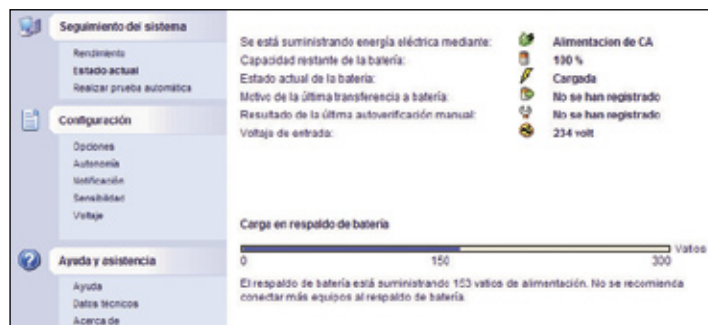 Seguimiento del sistema
Rendimiento
Estado actual
Realizar prueba automática
Configuración
Opciones
Autonomía
Notificación
Sensibilidad
Voltaje
Ayuda y asistencia
Ayuda
Datos técnicos
Acerca de
Se está suministrando energía eléctrica mediante: Alimentacion de CA
Capacidad restante de la batería: 100 %
Estado actual de la batería: Cargada
Motivo de la última transferencia a batería: No se han registrado
Resultado de la última autoverificación manual: No se han registrado
Voltaje de entrada: 234 volt
Carga en respaldo de batería
Vatios
0 150 300
El respaldo de batería está suministrando 153 vatios de alimentación. No se recomienda
conectar más equipos al respaldo de batería.